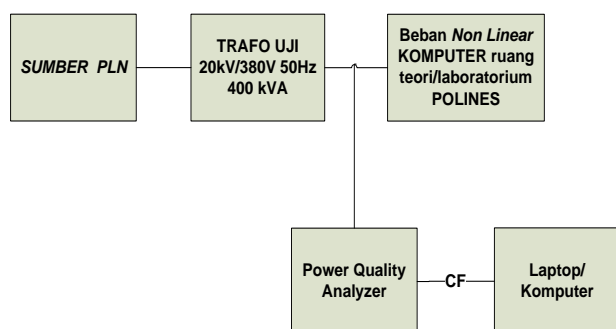 SUMBER PLN
TRAFO UJI
20kV/380V 50Hz
400 kVA
Beban Non Linear
KOMPUTER ruang
teori/laboratorium
POLINES
Power Quality
Analyzer
CF
Laptop/
Komputer